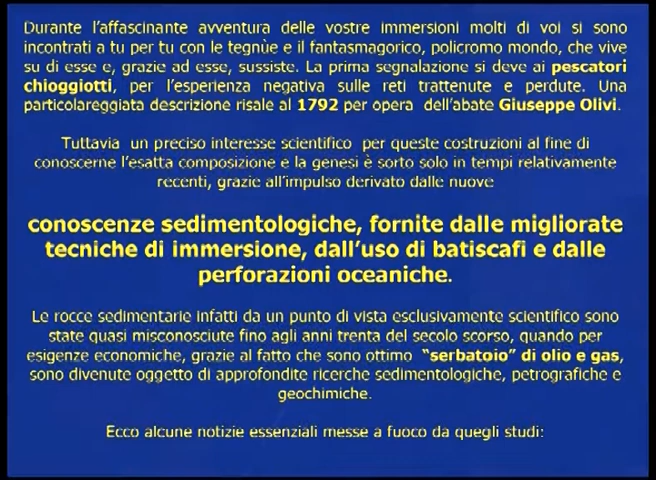 Durante l'affascinante avventura delle vostre immersioni molti di voi si sono
incontrati a tu per tu con le tegnùe e il fantasmagorico, policromo mondo, che vive
su di esse e, grazie ad esse, sussiste. La prima segnalazione si deve ai pescatori
chioggiotti, per l'esperienza negativa sulle reti trattenute e perdute. Una
particolareggiata descrizione risale al 1792 per opera dell'abate Giuseppe Olivi.
Tuttavia un preciso interesse scientifico per queste costruzioni al fine di
conoscerne l'esatta composizione e la genesi è sorto solo in tempi relativamente
recenti, grazie all'impulso derivato dalle nuove
conoscenze sedimentologiche, fornite dalle migliorate
tecniche di immersione, dall'uso di batiscafi e dalle
perforazioni oceaniche.
Le rocce sedimentarie infatti da un punto di vista esclusivamente scientifico sono
state quasi misconosciute fino agli anni trenta del secolo scorso, quando per
esigenze economiche, grazie al fatto che sono ottimo "serbatoio" di olio e gas,
sono divenute oggetto di approfondite ricerche sedimentologiche, petrografiche e
geochimiche.
Ecco alcune notizie essenziali messe a fuoco da quegli studi: